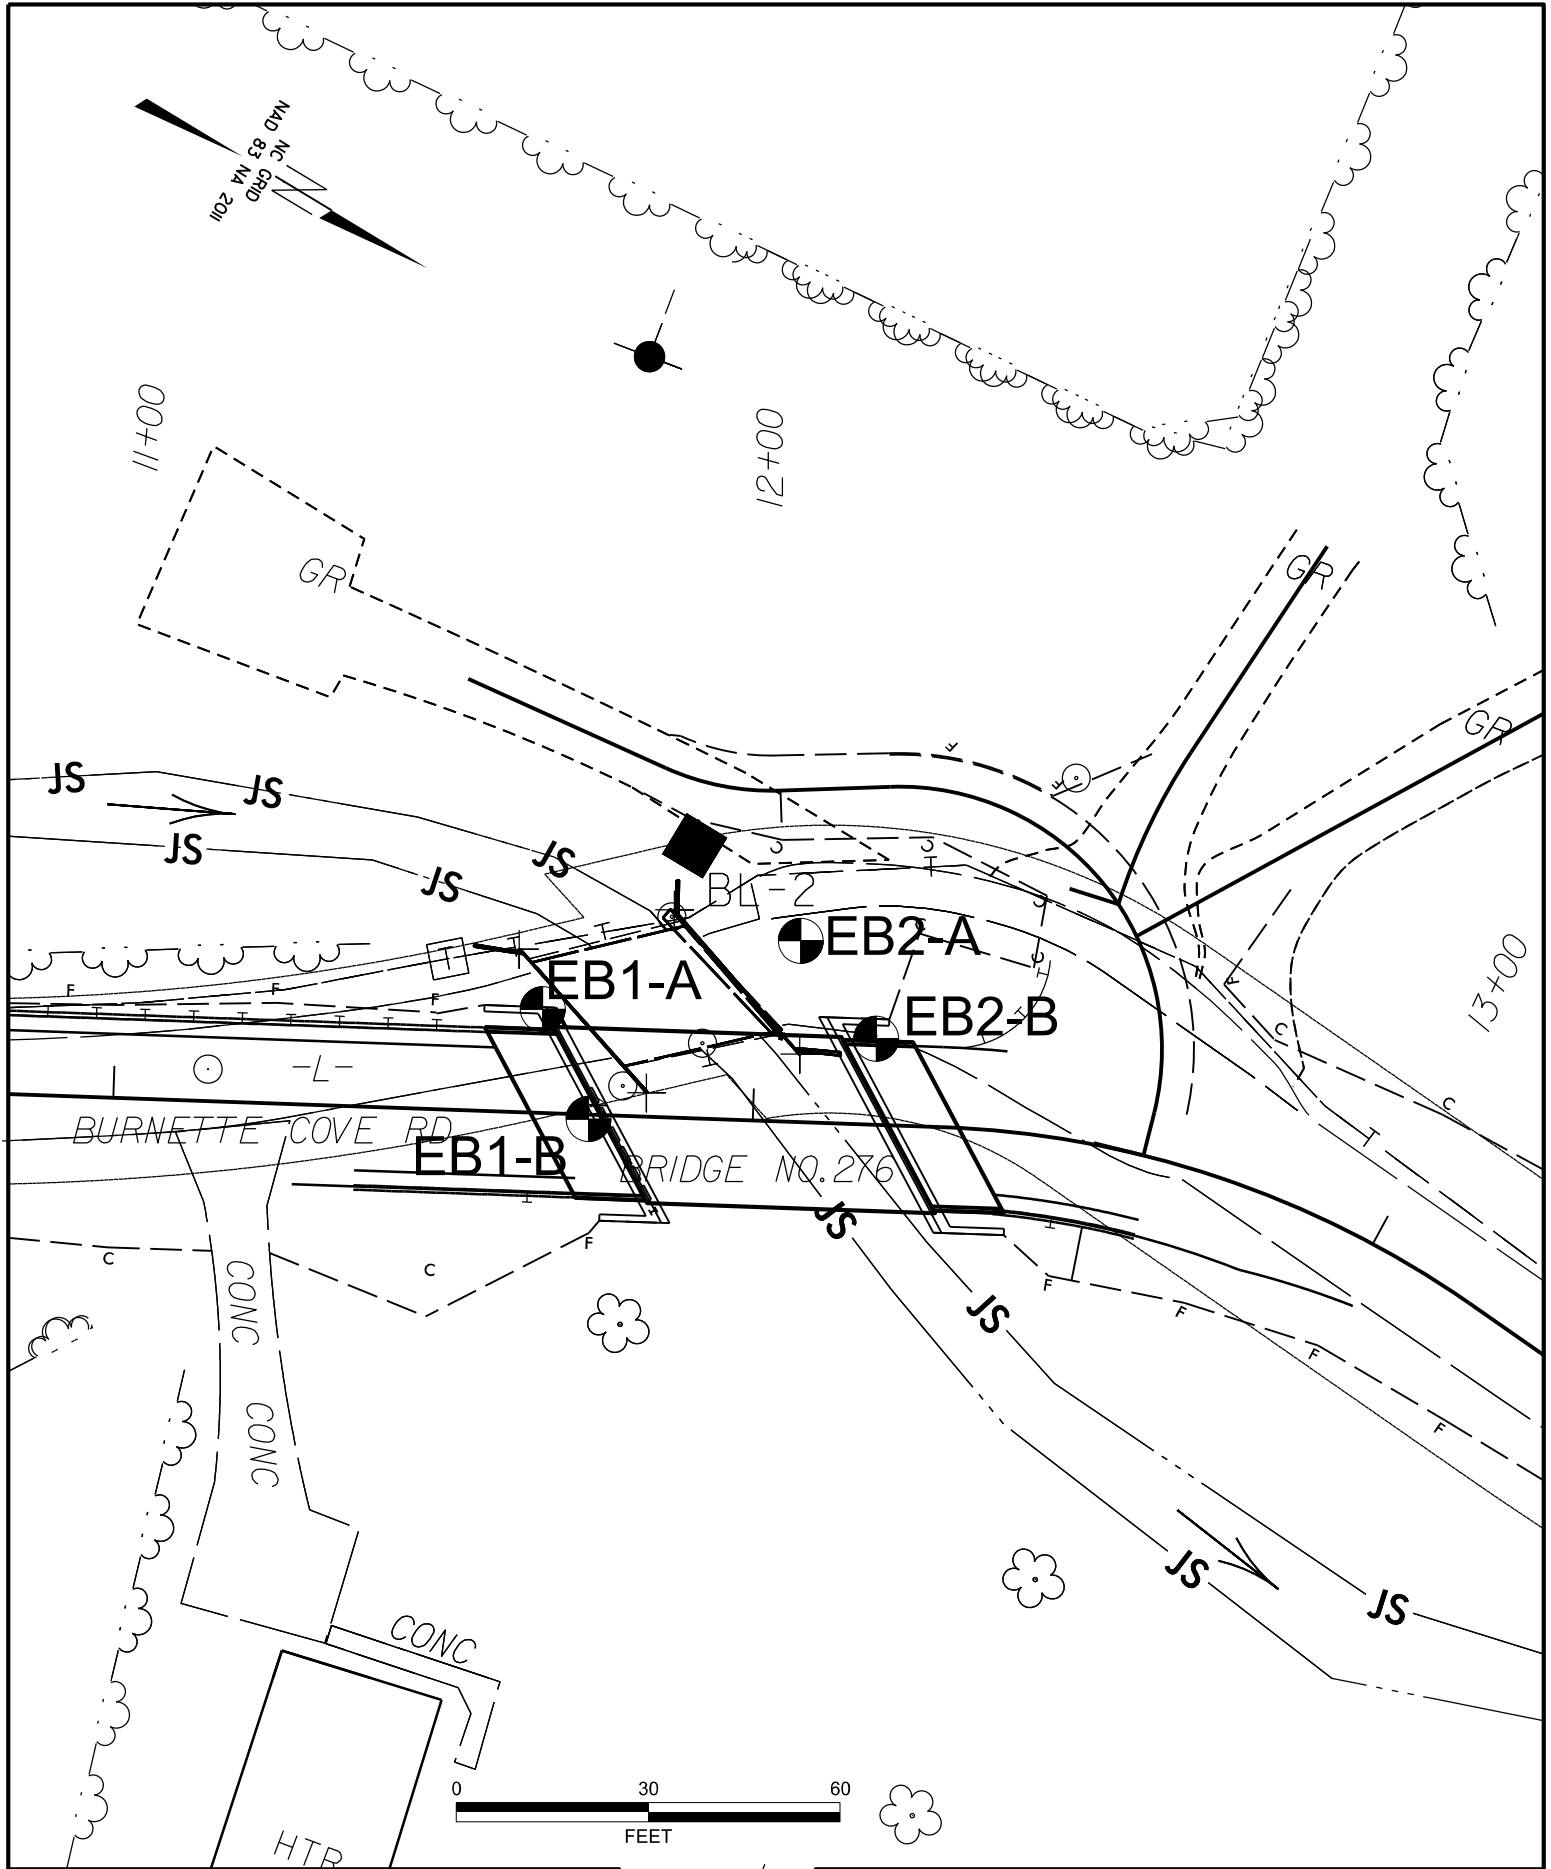 NC GRID
NAD 83 NA 2011
11+00
12+00
GR
GR
GR
JS
JS
JS
JS
JS
BL-2
EB2-A
EB1-A
EB2-B
13+00
F
F
F
F
F
C
C
C
C
C
C
T
T
T
T
T
-L-
BURNETTE COVE RD
EB1-B
BRIDGE NO.276
JS
C
C
F
F
F
F
F
CONC
JS
CONC
JS
JS
CONC
HTR
0 30 60
FEET